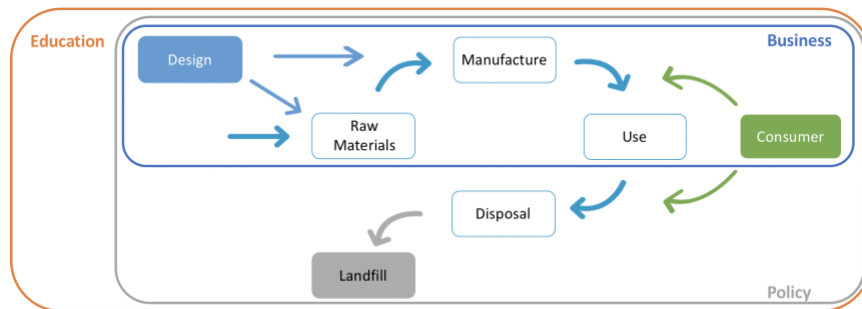 Education
Business
Design
Manufacture
Raw
Materials
Use
Consumer
Disposal
Landfill
Policy